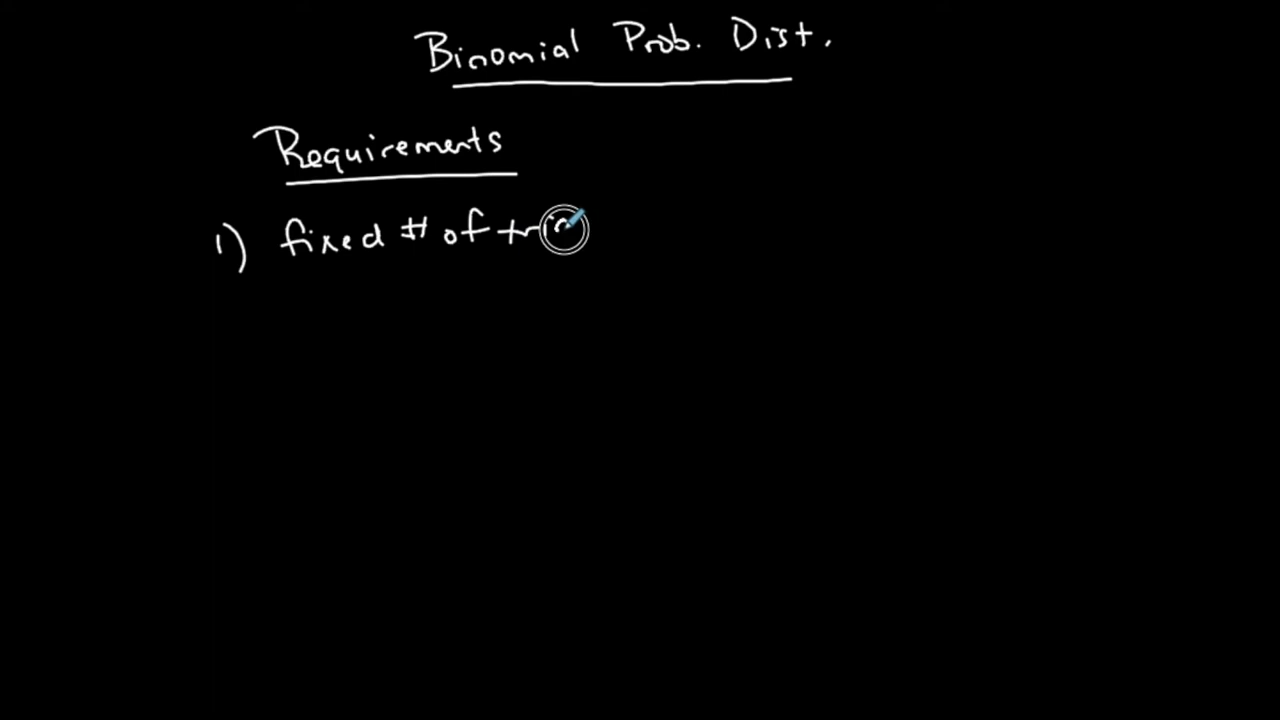 Binomial Prob. Dist.
Requirements
1) fixed # of